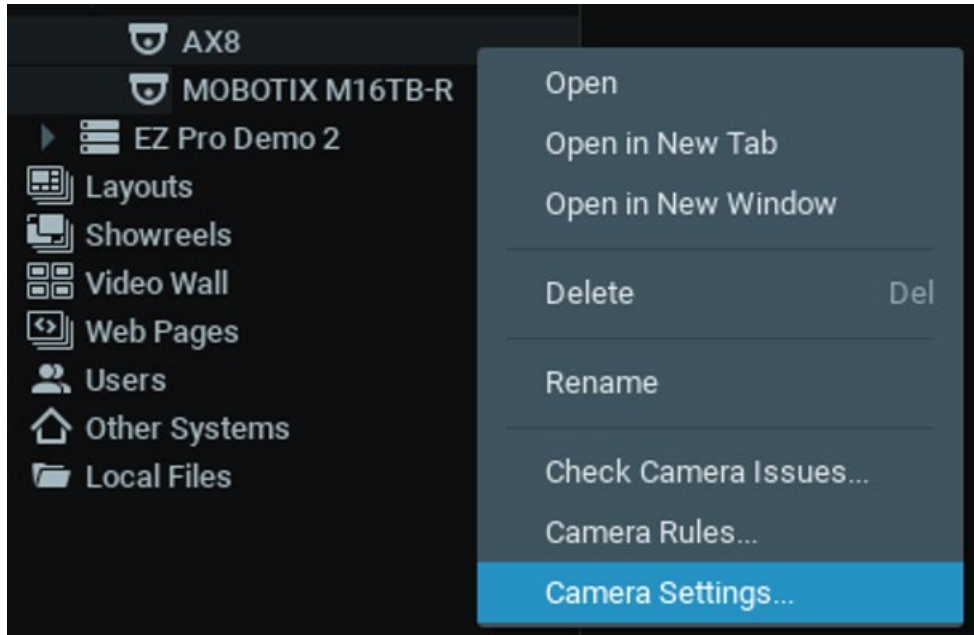 AX8
MOBOTIX M16TB-R
EZ Pro Demo 2
Layouts
Showreels
Video Wall
Web Pages
Users
Other Systems
Local Files
Open
Open in New Tab
Open in New Window
Delete Del
Rename
Check Camera Issues...
Camera Rules...
Camera Settings...